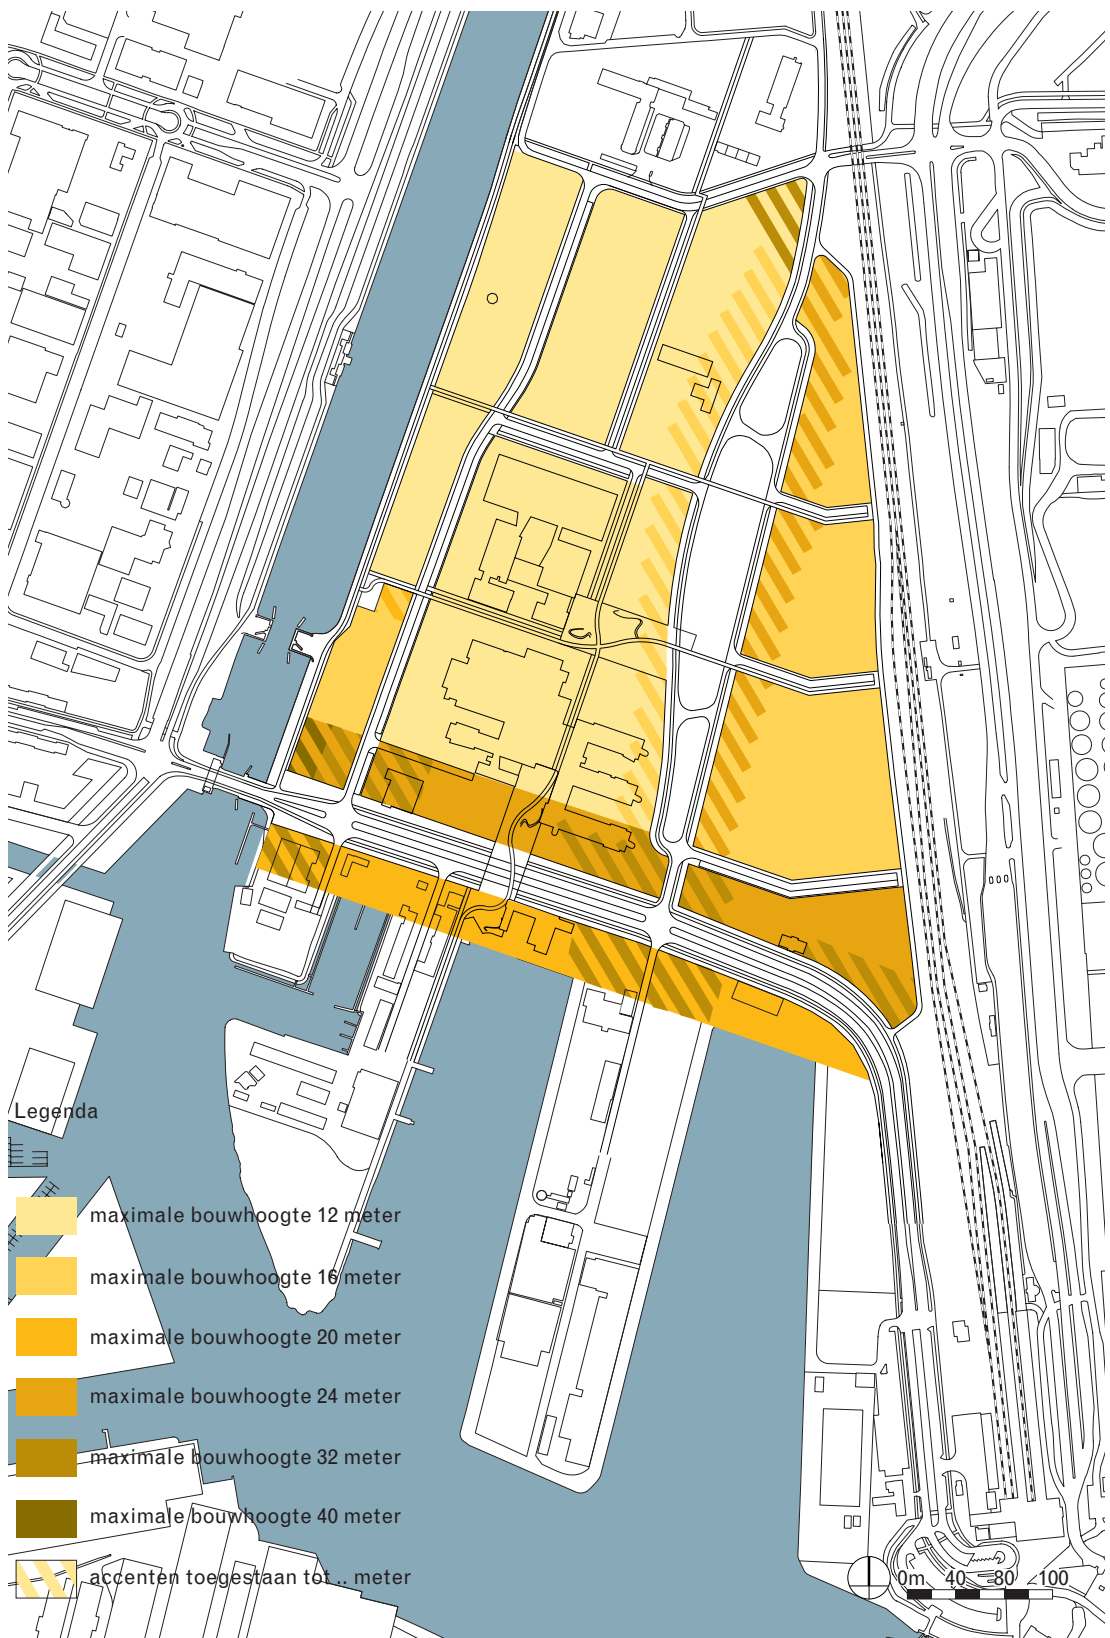 Legenda
maximale bouwhoogte 12 meter
maximale bouwhoogte 16 meter
maximale bouwhoogte 20 meter
maximale bouwhoogte 24 meter
maximale bouwhoogte 32 meter
maximale bouwhoogte 40 meter
accenten toegestaan tot .. meter
0m 40 80 100